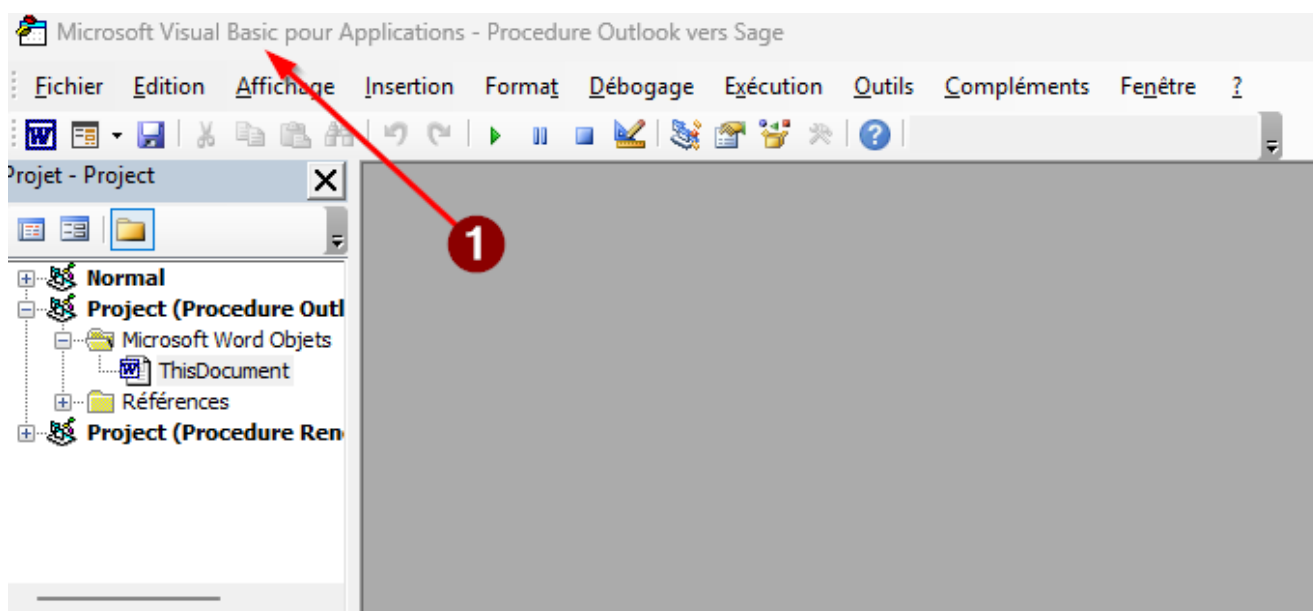 Microsoft Visual Basic pour Applications - Procedure Outlook vers Sage
Fichier Edition Affichage Insertion Format Débogage Exécution Outils Compléments Fenêtre ?
Projet - Project
1
Normal
Project (Procedure Outl
Microsoft Word Objets
ThisDocument
Références
Project (Procedure Ren